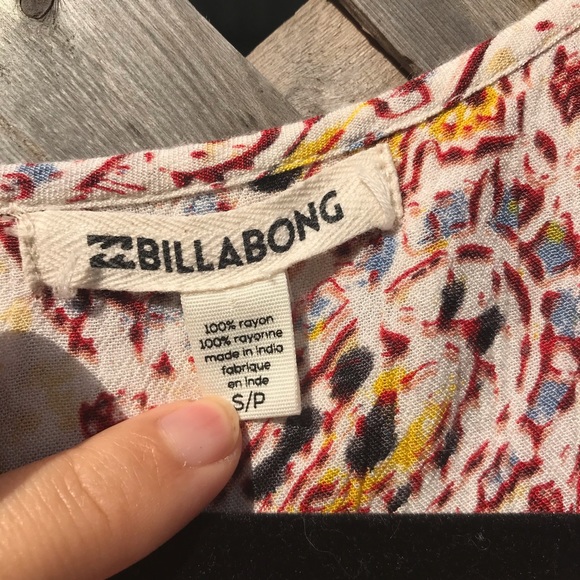 BILLABONG
100% rayon
100% rayonne
made in india
fabriqué
en inde
S/P